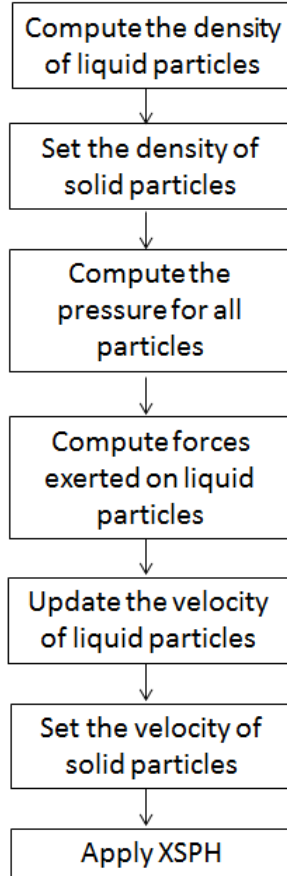 Compute the density
of liquid particles
Set the density of
solid particles
Compute the
pressure for all
particles
Compute forces
exerted on liquid
particles
Update the velocity
of liquid particles
Set the velocity of
solid particles
Apply XSPH